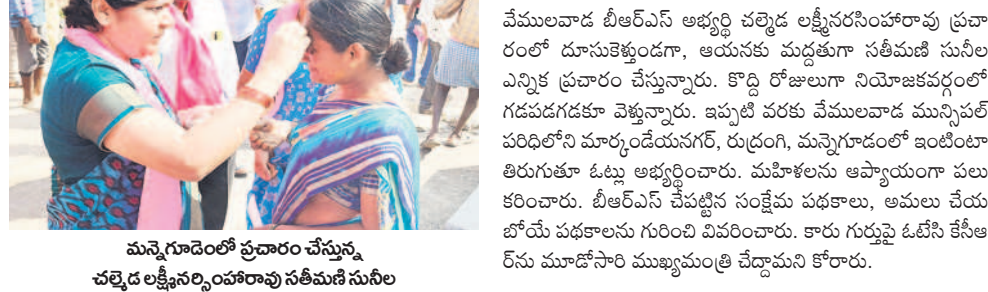 మన్నెగూడెంలో ప్రచారం చేస్తున్న
చల్మెడ లక్ష్మీనర్సింహారావు సతీమణి సునీల
వేములవాడ బీఆర్ఎస్ అభ్యర్థి చల్మెడ లక్ష్మీనరసింహారావు ప్రచా
రంలో దూసుకెళ్తుండగా, ఆయనకు మద్దతుగా సతీమణి సునీల
ఎన్నిక ప్రచారం చేస్తున్నారు. కొద్ది రోజులుగా నియోజకవర్గంలో
గడపడగడకూ వెళ్తున్నారు. ఇప్పటి వరకు వేములవాడ మున్సిపల్
పరిధిలోని మార్కండేయనగర్, రుద్రంగి, మన్నెగూడంలో ఇంటింటా
తిరుగుతూ ఓట్లు అభ్యర్థించారు. మహిళలను ఆప్యాయంగా పలు
కరించారు. బీఆర్ఎస్ చేపట్టిన సంక్షేమ పథకాలు, అమలు చేయ
బోయే పథకాలను గురించి వివరించారు. కారు గుర్తుపై ఓటేసి కేసీఆ
ర్‌ను మూడోసారి ముఖ్యమంత్రి చేద్దామని కోరారు.